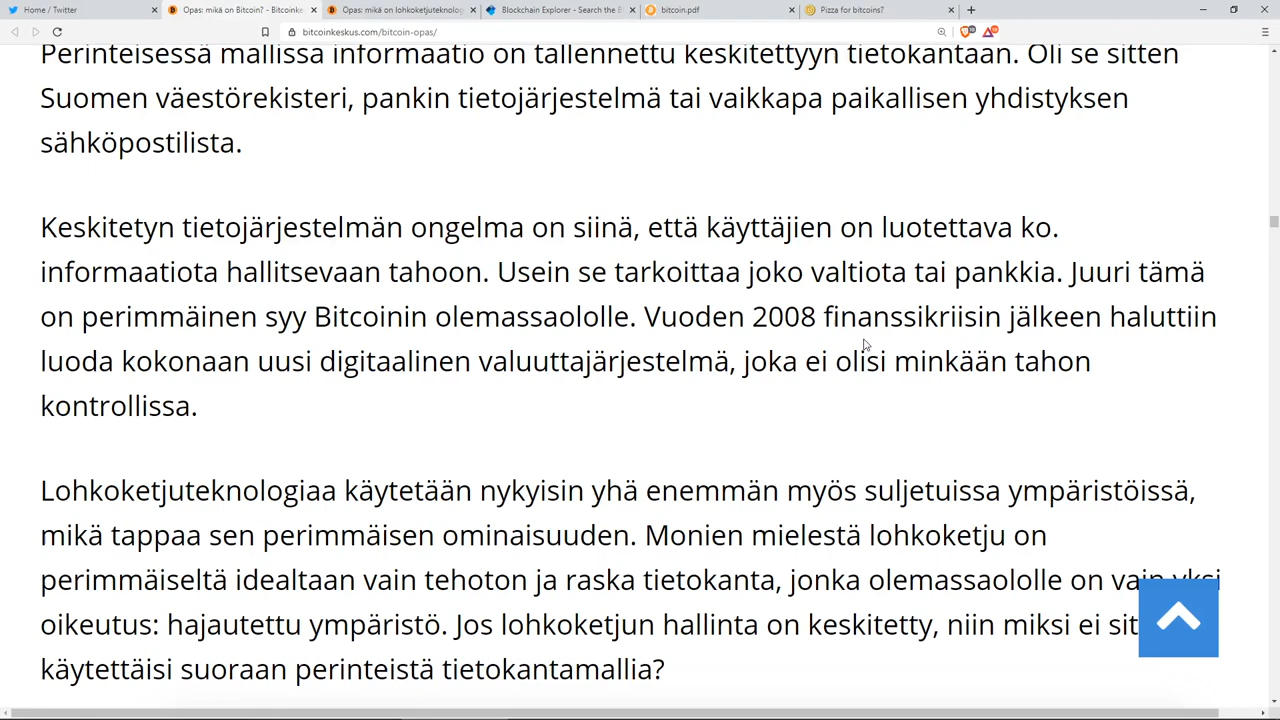 Home / Twitter
Opas: mikä on Bitcoin? - Bitcoinke
Opas: mikä on lohkoketjuteknolog
Blockchain Explorer - Search the B
bitcoin.pdf
Pizza for bitcoins?
bitcoinkeskus.com/bitcoin-opas/
Perinteisessä mallissa informaatio on tallennettu keskitettyyn tietokantaan. Oli se sitten
Suomen väestörekisteri, pankin tietojärjestelmä tai vaikkapa paikallisen yhdistyksen
sähköpostilista.
Keskitetyn tietojärjestelmän ongelma on siinä, että käyttäjien on luotettava ko.
informaatiota hallitsevaan tahoon. Usein se tarkoittaa joko valtiota tai pankkia. Juuri tämä
on perimmäinen syy Bitcoinin olemassaololle. Vuoden 2008 finanssikriisin jälkeen haluttiin
luoda kokonaan uusi digitaalinen valuuttajärjestelmä, joka ei olisi minkään tahon
kontrollissa.
Lohkoketjuteknologiaa käytetään nykyisin yhä enemmän myös suljetuissa ympäristöissä,
mikä tappaa sen perimmäisen ominaisuuden. Monien mielestä lohkoketju on
perimmäiseltä idealtaan vain tehoton ja raska tietokanta, jonka olemassaololle on vain yksi
oikeutus: hajautettu ympäristö. Jos lohkoketjun hallinta on keskitetty, niin miksi ei sit
käytettäisi suoraan perinteistä tietokantamallia?